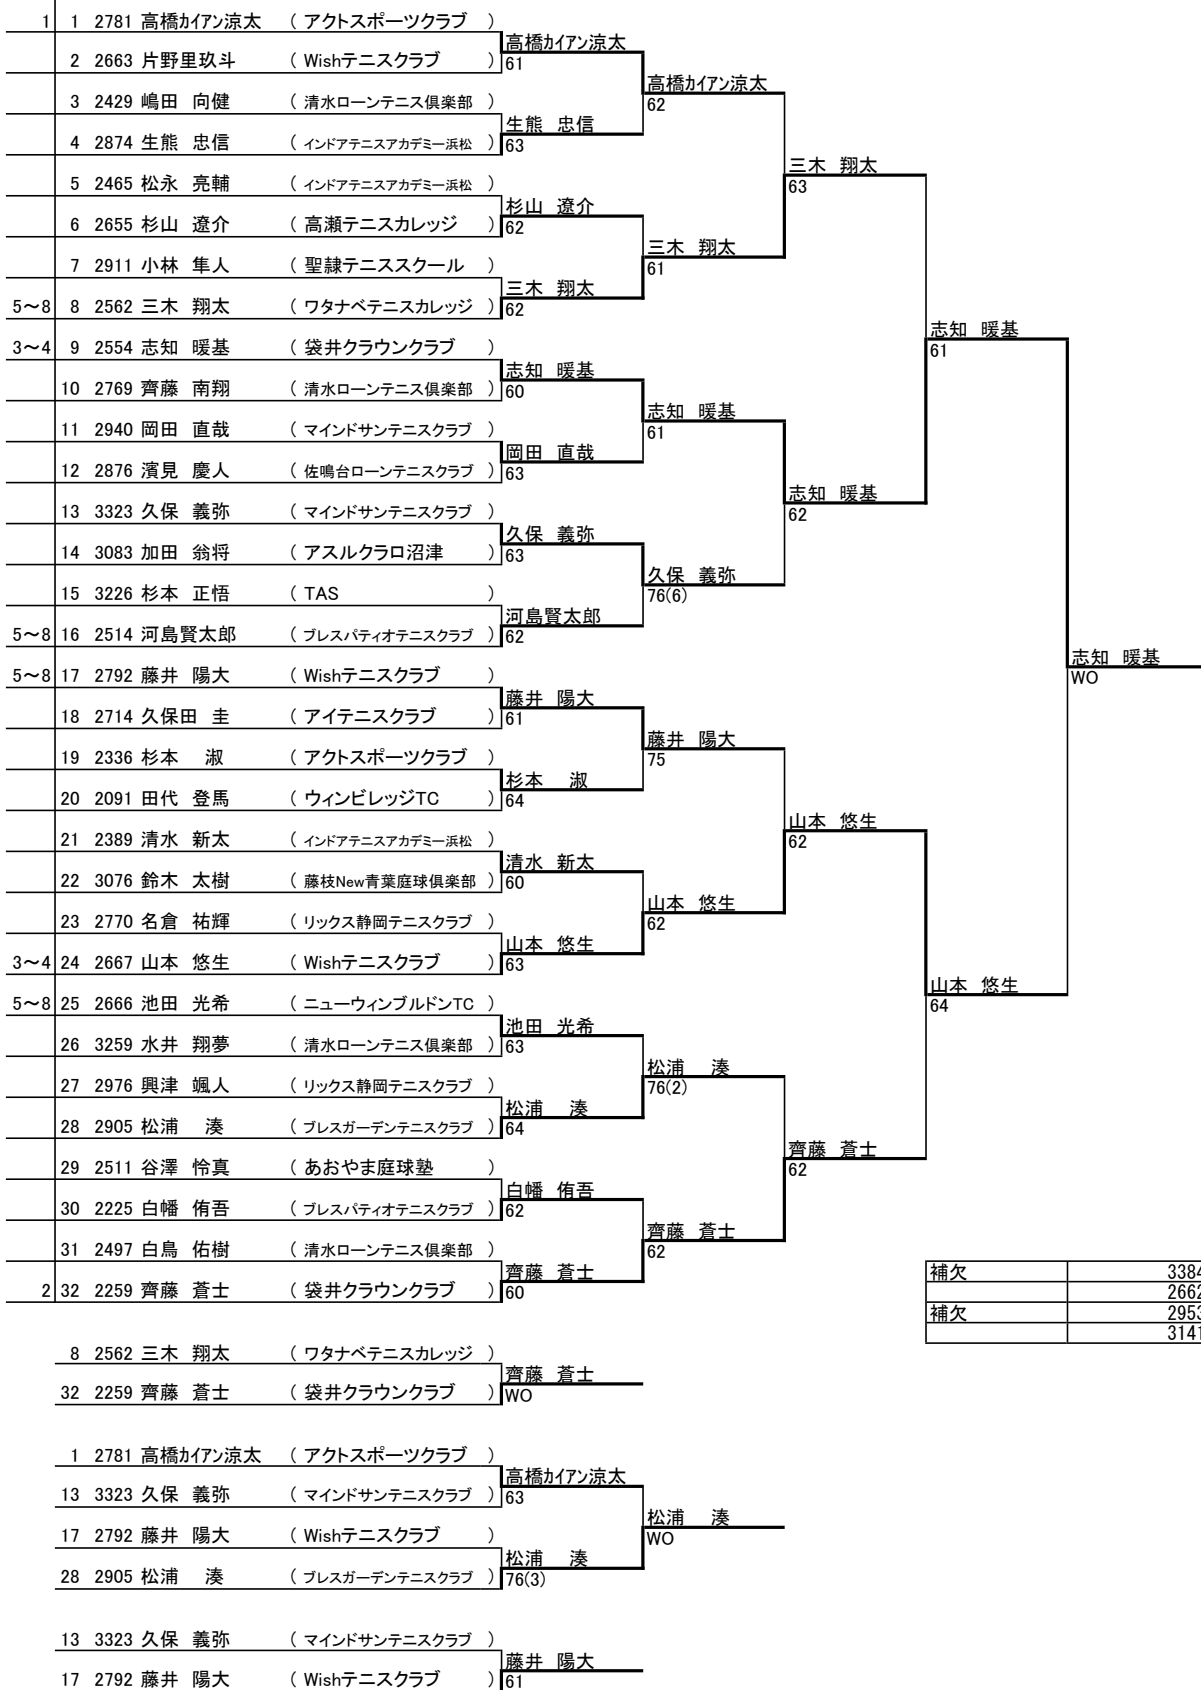 1 1 2781 高橋カイアン涼太 ( アクトスポーツクラブ )
高橋カイアン涼太
2 2663 片野里玖斗 ( Wishテニスクラブ ) 61
高橋カイアン涼太
3 2429 嶋田 向健 ( 清水ローンテニス倶楽部 ) 62
生熊 忠信
4 2874 生熊 忠信 ( インドアテニスアカデミー浜松 ) 63
三木 翔太
5 2465 松永 亮輔 ( インドアテニスアカデミー浜松 ) 63
杉山 遼介
6 2655 杉山 遼介 ( 高瀬テニスカレッジ ) 62
三木 翔太
7 2911 小林 隼人 ( 聖隷テニススクール ) 61
三木 翔太
5～8 8 2562 三木 翔太 ( ワタナベテニスカレッジ ) 62
志知 暖基
3～4 9 2554 志知 暖基 ( 袋井クラウンクラブ ) 61
志知 暖基
10 2769 齊藤 南翔 ( 清水ローンテニス倶楽部 ) 60
志知 暖基
11 2940 岡田 直哉 ( マインドサンテニスクラブ ) 61
岡田 直哉
12 2876 濱見 慶人 ( 佐鳴台ローンテニスクラブ ) 63
志知 暖基
13 3323 久保 義弥 ( マインドサンテニスクラブ ) 62
久保 義弥
14 3083 加田 翁将 ( アスルクラロ沼津 ) 63
久保 義弥
15 3226 杉本 正悟 ( TAS ) 76(6)
河島賢太郎
5～8 16 2514 河島賢太郎 ( ブレスパティオテニスクラブ ) 62
志知 暖基
5～8 17 2792 藤井 陽大 ( Wishテニスクラブ ) WO
藤井 陽大
18 2714 久保田 圭 ( アイテニスクラブ ) 61
藤井 陽大
19 2336 杉本 淑 ( アクトスポーツクラブ ) 75
杉本 淑
20 2091 田代 登馬 ( ウィンビレッジTC ) 64
山本 悠生
21 2389 清水 新太 ( インドアテニスアカデミー浜松 ) 62
清水 新太
22 3076 鈴木 太樹 ( 藤枝New青葉庭球倶楽部 ) 60
山本 悠生
23 2770 名倉 祐輝 ( リックス静岡テニスクラブ ) 62
山本 悠生
3～4 24 2667 山本 悠生 ( Wishテニスクラブ ) 63
山本 悠生
5～8 25 2666 池田 光希 ( ニューウィンブルドンTC ) 64
池田 光希
26 3259 水井 翔夢 ( 清水ローンテニス倶楽部 ) 63
松浦 湊
27 2976 興津 颯人 ( リックス静岡テニスクラブ ) 76(2)
松浦 湊
28 2905 松浦 湊 ( ブレスガーデンテニスクラブ ) 64
齊藤 蒼士
29 2511 谷澤 怜真 ( あおやま庭球塾 ) 62
白幡 侑吾
30 2225 白幡 侑吾 ( ブレスパティオテニスクラブ ) 62
齊藤 蒼士
31 2497 白鳥 佑樹 ( 清水ローンテニス倶楽部 ) 62
齊藤 蒼士
2 32 2259 齊藤 蒼士 ( 袋井クラウンクラブ ) 60
補欠 3384
2662
補欠 2953
3141
8 2562 三木 翔太 ( ワタナベテニスカレッジ )
齊藤 蒼士
32 2259 齊藤 蒼士 ( 袋井クラウンクラブ ) WO
1 2781 高橋カイアン涼太 ( アクトスポーツクラブ )
高橋カイアン涼太
13 3323 久保 義弥 ( マインドサンテニスクラブ ) 63
松浦 湊
17 2792 藤井 陽大 ( Wishテニスクラブ ) WO
松浦 湊
28 2905 松浦 湊 ( ブレスガーデンテニスクラブ ) 76(3)
13 3323 久保 義弥 ( マインドサンテニスクラブ )
藤井 陽大
17 2792 藤井 陽大 ( Wishテニスクラブ ) 61